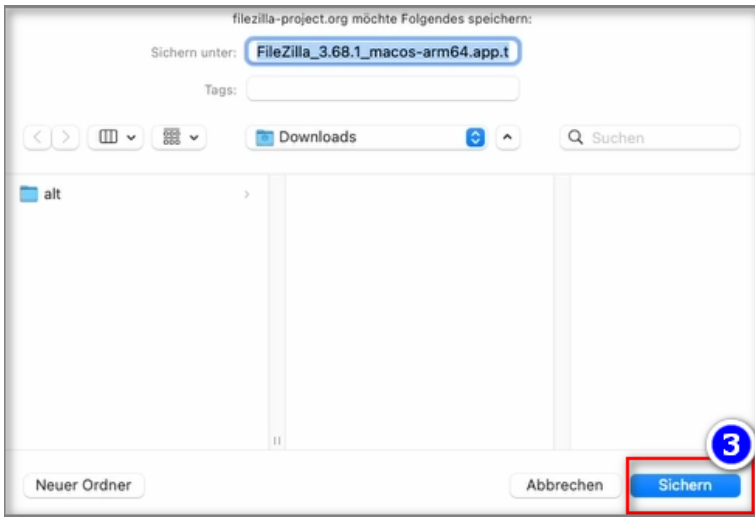 filezilla-project.org möchte Folgendes speichern:
Sichern unter: FileZilla_3.68.1_macos-arm64.app.t
Tags:
Downloads
Suchen
alt
3
Neuer Ordner
Abbrechen
Sichern